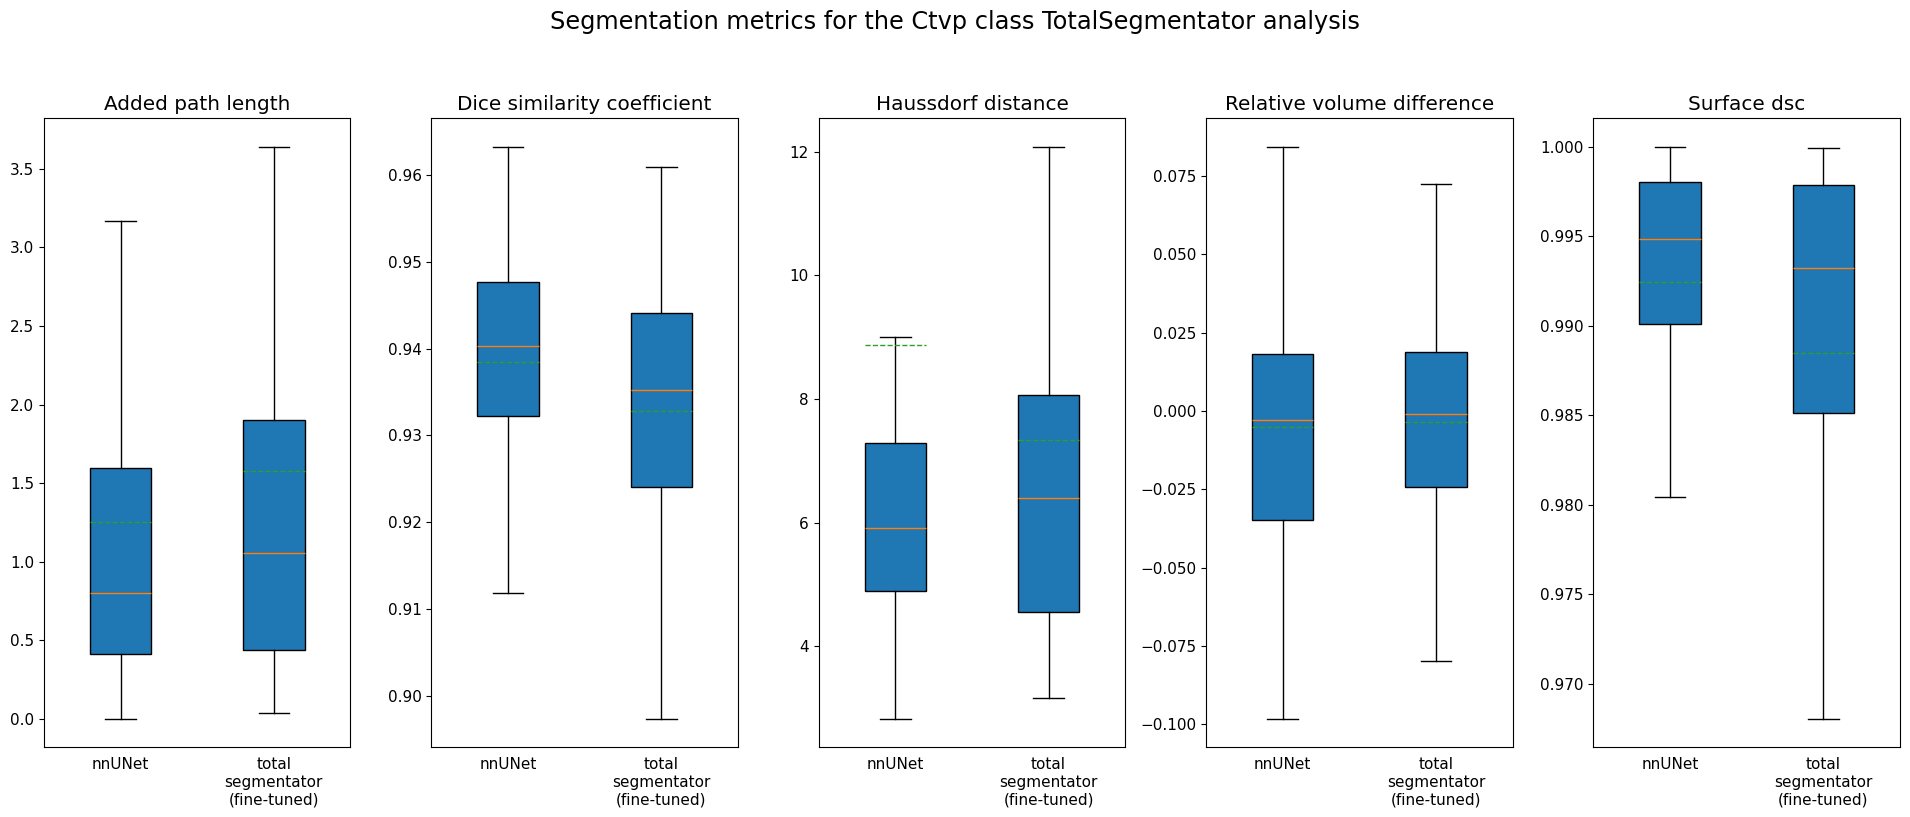 Segmentation metrics for the Ctvp class TotalSegmentator analysis
Added path length
3.5
3.0
2.5
2.0
1.5
1.0
0.5
0.0
nnUNet
total
segmentator
(fine-tuned)
Dice similarity coefficient
0.96
0.95
0.94
0.93
0.92
0.91
0.90
nnUNet
total
segmentator
(fine-tuned)
Haussdorf distance
12
10
8
6
4
nnUNet
total
segmentator
(fine-tuned)
Relative volume difference
0.075
0.050
0.025
0.000
−0.025
−0.050
−0.075
−0.100
nnUNet
total
segmentator
(fine-tuned)
Surface dsc
1.000
0.995
0.990
0.985
0.980
0.975
0.970
nnUNet
total
segmentator
(fine-tuned)